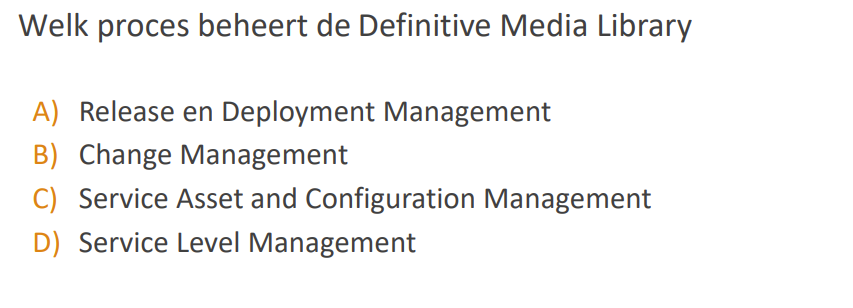 Welk proces beheert de Definitive Media Library
A) Release en Deployment Management
B) Change Management
C) Service Asset and Configuration Management
D) Service Level Management